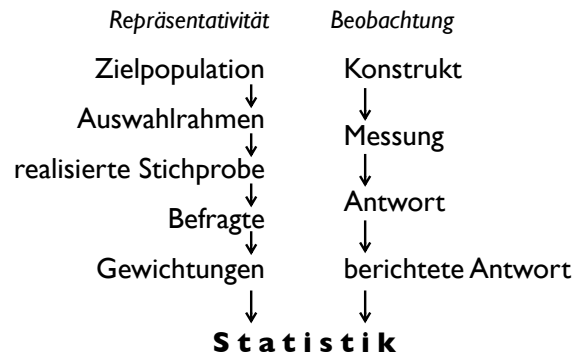 Repräsentativität
Zielpopulation
Auswahlrahmen
realisierte Stichprobe
Befragte
Gewichtungen
Beobachtung
Konstrukt
Messung
Antwort
berichtete Antwort
Statistik